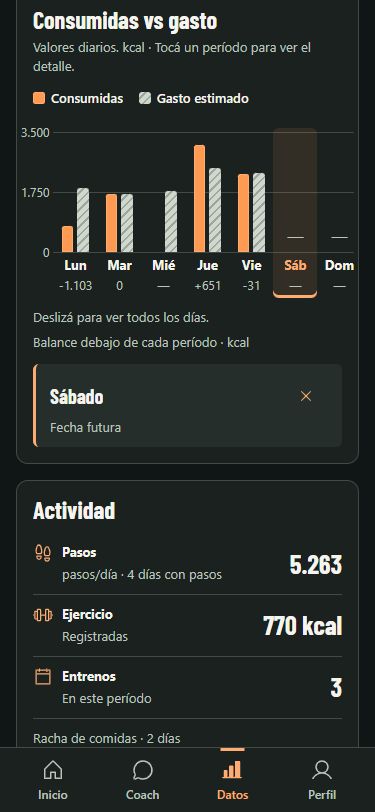 Consumidas vs gasto
Valores diarios. kcal · Tocá un período para ver el
detalle.
Consumidas Gasto estimado
3.500
1.750
0
Lun Mar Mié Jue Vie Sáb Dom
-1.103 0 — +651 -31 — —
Deslizá para ver todos los días.
Balance debajo de cada período · kcal
Sábado
Fecha futura
Actividad
Pasos
pasos/día · 4 días con pasos
5.263
Ejercicio
Registradas
770 kcal
Entrenos
En este período
3
Racha de comidas · 2 días
Inicio Coach Datos Perfil